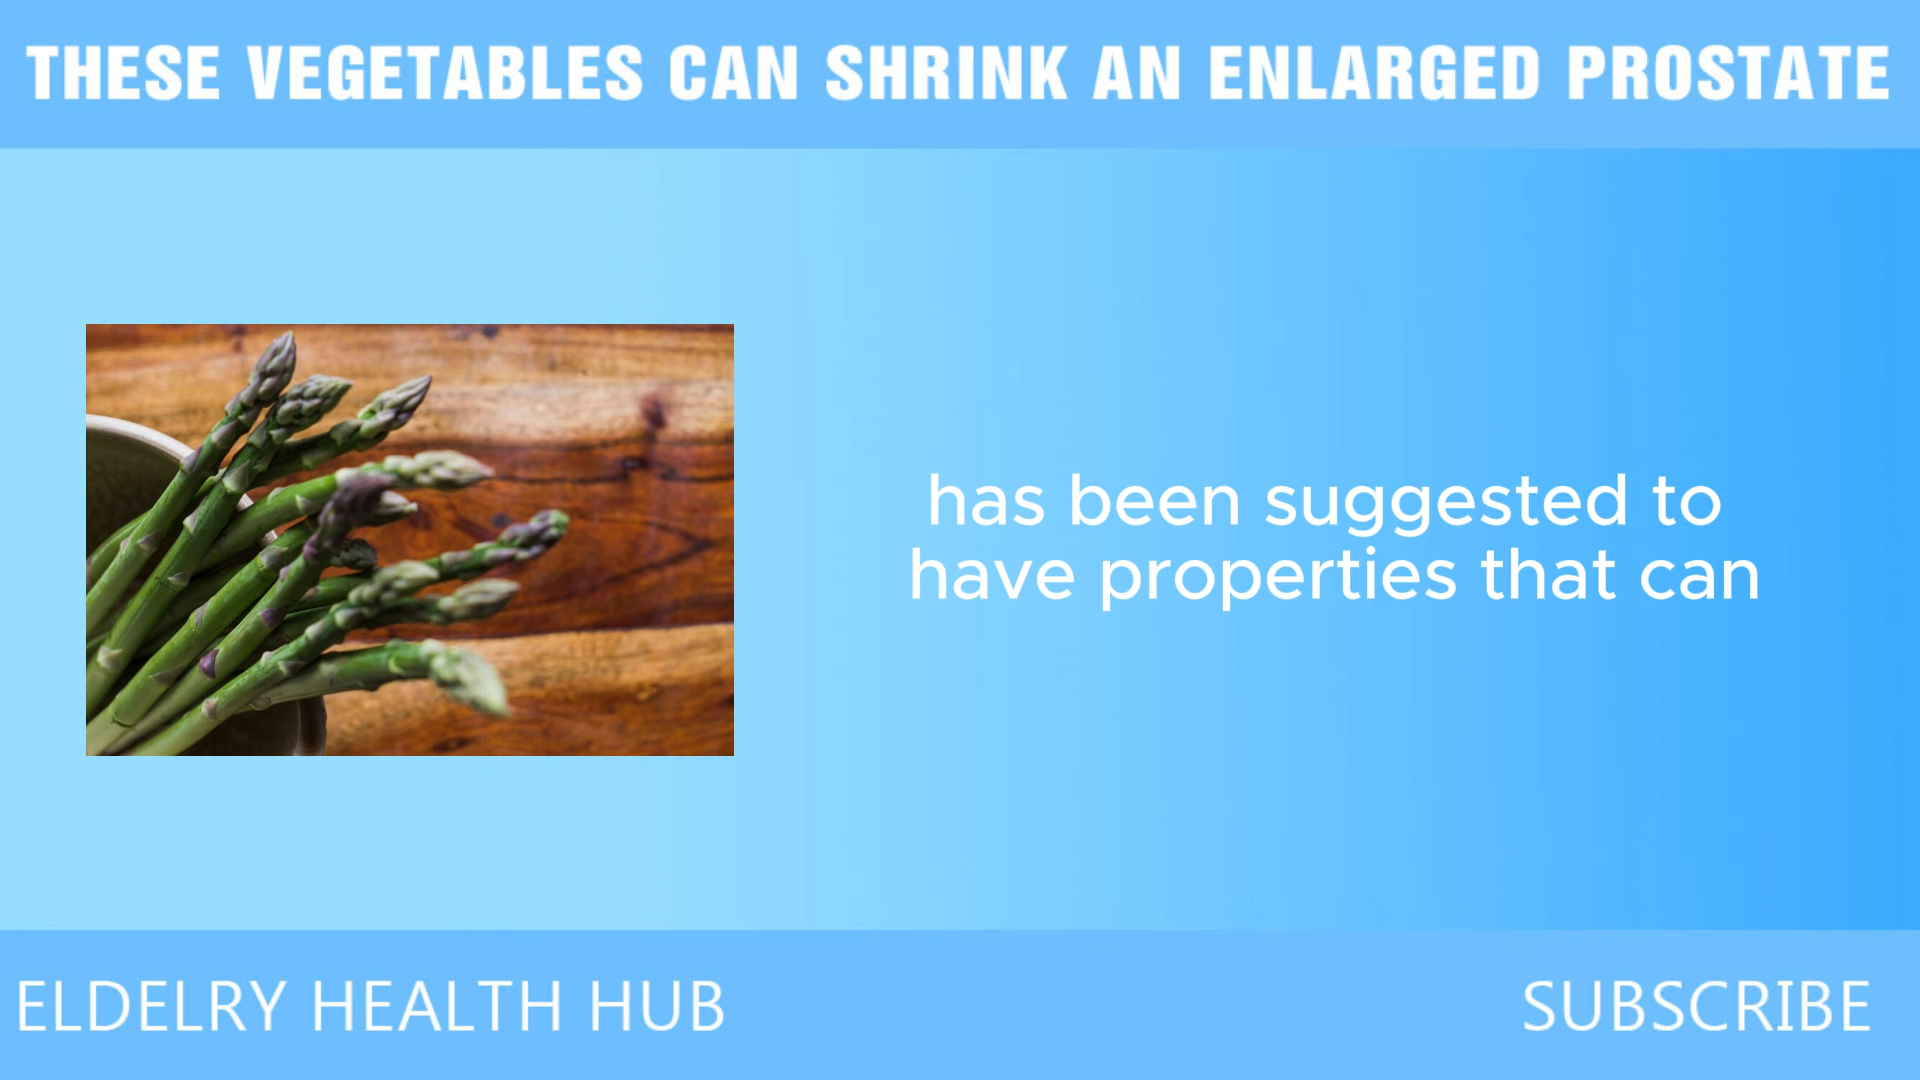 THESE VEGETABLES CAN SHRINK AN ENLARGED PROSTATE
has been suggested to
have properties that can
ELDELRY HEALTH HUB
SUBSCRIBE